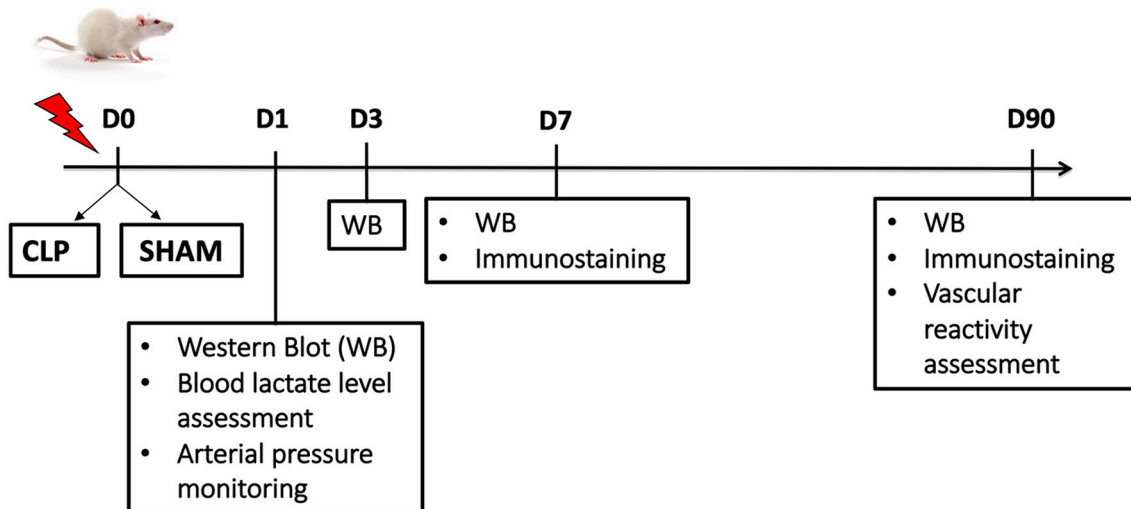 D0 D1 D3 D7 D90
CLP SHAM
WB
• WB
• Immunostaining
• WB
• Immunostaining
• Vascular
reactivity
assessment
• Western Blot (WB)
• Blood lactate level
assessment
• Arterial pressure
monitoring